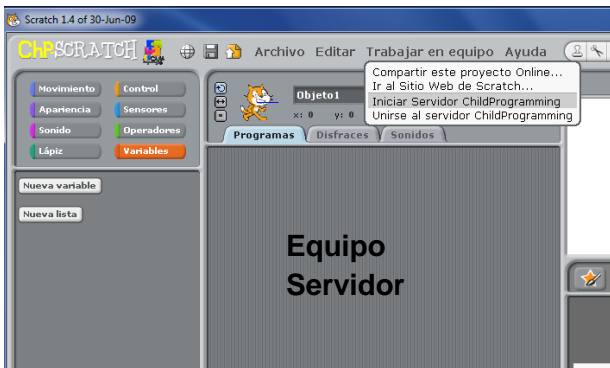 Scratch 1.4 of 30-Jun-09
ChPSCRATCH
Archivo Editar Trabajar en equipo Ayuda
Compartir este proyecto Online...
Ir al Sitio Web de Scratch...
Iniciar Servidor ChildProgramming
Unirse al servidor ChildProgramming
Movimiento Control
Apariencia Sensores
Sonido Operadores
Lápiz Variables
Objeto1
x: 0 y: 0
Programas Disfraces Sonidos
Nueva variable
Nueva lista
Equipo
Servidor